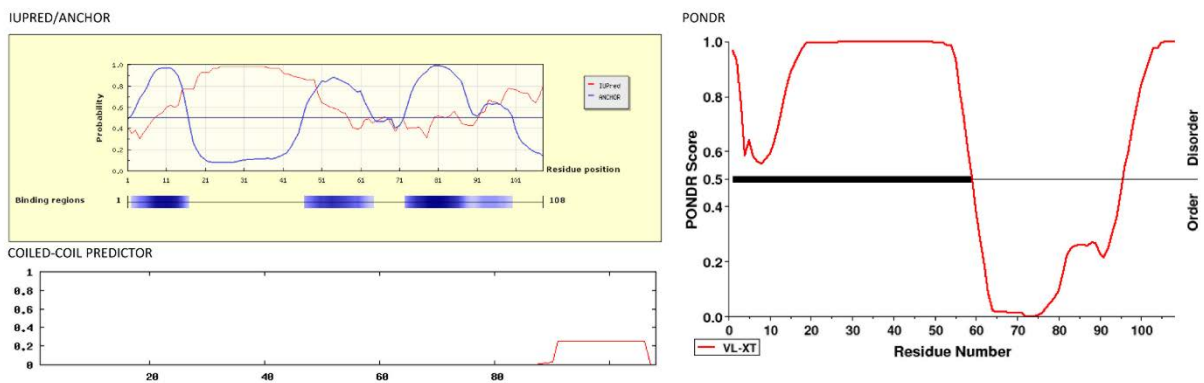 IUPRED/ANCHOR
1.0
0.8
0.6
0.4
0.2
0.0
Probability
1 11 21 31 41 51 61 71 81 91 101
Residue position
IUPred
ANCHOR
Binding regions 1 108
COILED-COIL PREDICTOR
1
0.8
0.6
0.4
0.2
0
20 40 60 80
PONDR
1.0
0.8
0.6
0.5
0.4
0.2
0.0
PONDR Score
Disorder
Order
0 10 20 30 40 50 60 70 80 90 100
VL-XT
Residue Number